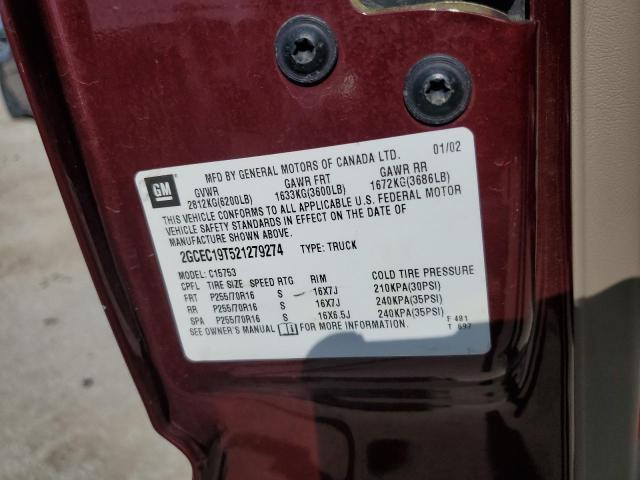 GM
MFD BY GENERAL MOTORS OF CANADA LTD. 01/02
GVWR GAWR FRT GAWR RR
2812KG(6200LB) 1633KG(3600LB) 1672KG(3686LB)
THIS VEHICLE CONFORMS TO ALL APPLICABLE U.S. FEDERAL MOTOR
VEHICLE SAFETY STANDARDS IN EFFECT ON THE DATE OF
MANUFACTURE SHOWN ABOVE.
2GCEC19T521279274 TYPE: TRUCK
MODEL: C15753
CPFL TIRE SIZE SPEED RTG RIM COLD TIRE PRESSURE
FRT P255/70R16 S 16X7J 210KPA(30PSI)
RR P255/70R16 S 16X7J 240KPA(35PSI)
SPA P255/70R16 S 16X6.5J 240KPA(35PSI)
SEE OWNER'S MANUAL FOR MORE INFORMATION. F 481
T 697